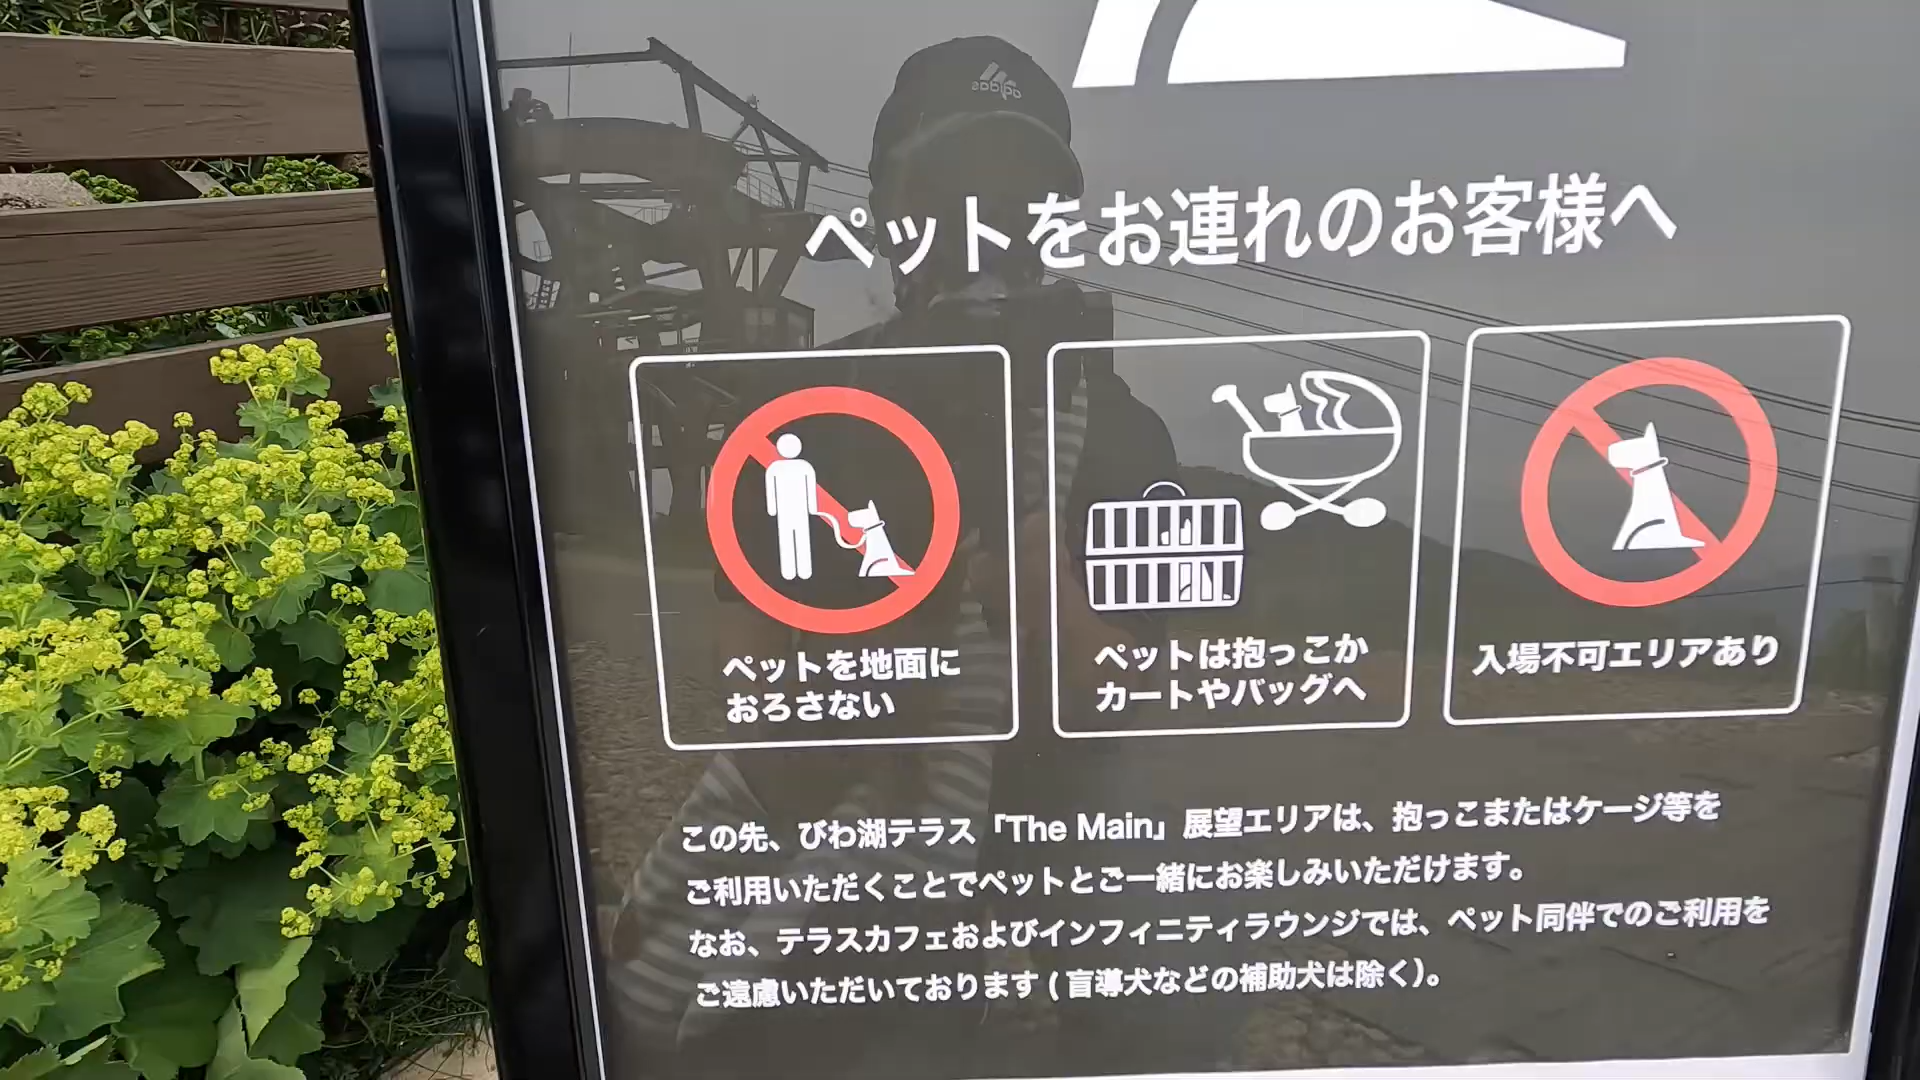 adidas
ペットをお連れのお客様へ
ペットを地面に
おろさない
ペットは抱っこか
カートやバッグへ
入場不可エリアあり
この先、びわ湖テラス「The Main」展望エリアは、抱っこまたはケージ等を
ご利用いただくことでペットとご一緒にお楽しみいただけます。
なお、テラスカフェおよびインフィニティラウンジでは、ペット同伴でのご利用を
ご遠慮いただいております(盲導犬などの補助犬は除く)。